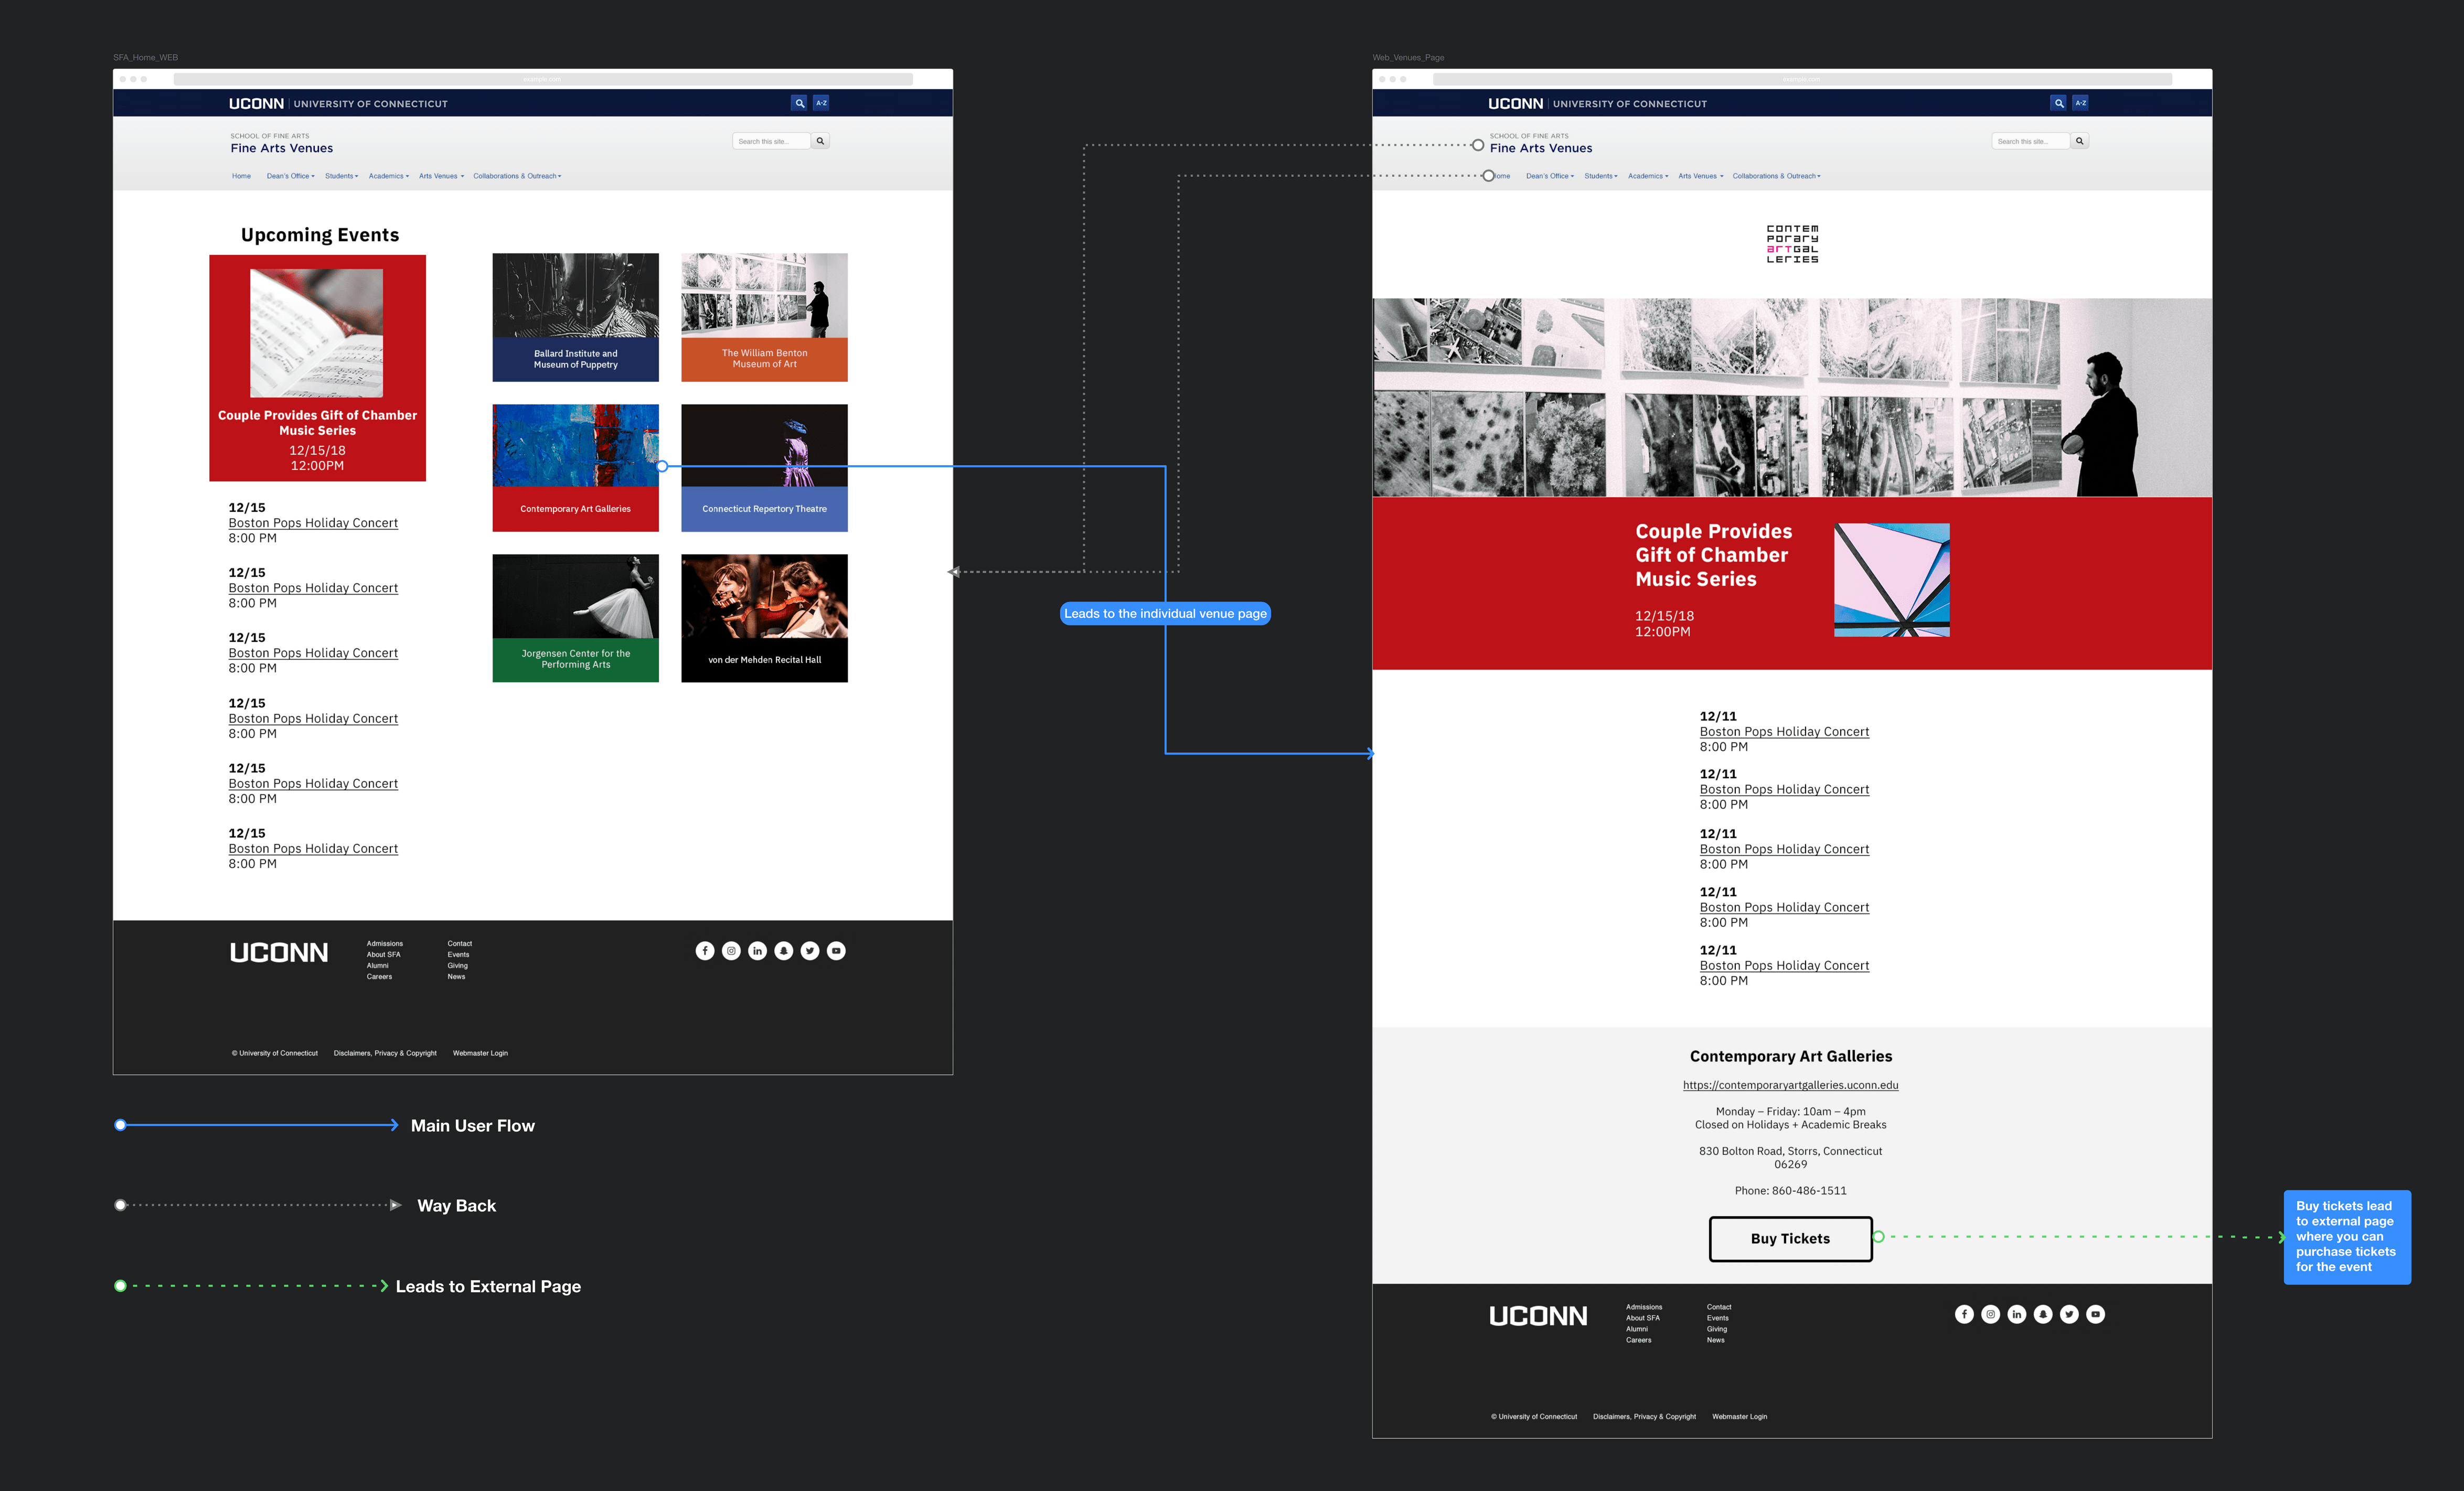 SFA_Home_WEB
example.com
UCONN UNIVERSITY OF CONNECTICUT
A-Z
SCHOOL OF FINE ARTS
Fine Arts Venues
Search this site...
Home Dean's Office Students Academics Arts Venues Collaborations & Outreach
Upcoming Events
Couple Provides Gift of Chamber
Music Series
12/15/18
12:00PM
12/15
Boston Pops Holiday Concert
8:00 PM
12/15
Boston Pops Holiday Concert
8:00 PM
12/15
Boston Pops Holiday Concert
8:00 PM
12/15
Boston Pops Holiday Concert
8:00 PM
12/15
Boston Pops Holiday Concert
8:00 PM
12/15
Boston Pops Holiday Concert
8:00 PM
Ballard Institute and
Museum of Puppetry
The William Benton
Museum of Art
Contemporary Art Galleries
Connecticut Repertory Theatre
Jorgensen Center for the
Performing Arts
von der Mehden Recital Hall
UCONN
Admissions
About SFA
Alumni
Careers
Contact
Events
Giving
News
© University of Connecticut Disclaimers, Privacy & Copyright Webmaster Login
Main User Flow
Way Back
Leads to External Page
Leads to the individual venue page
Web_Venues_Page
example.com
UCONN UNIVERSITY OF CONNECTICUT
A-Z
SCHOOL OF FINE ARTS
Fine Arts Venues
Search this site...
ome Dean's Office Students Academics Arts Venues Collaborations & Outreach
CONTEM
PORARY
ARTGAL
LERIES
Couple Provides
Gift of Chamber
Music Series
12/15/18
12:00PM
12/11
Boston Pops Holiday Concert
8:00 PM
12/11
Boston Pops Holiday Concert
8:00 PM
12/11
Boston Pops Holiday Concert
8:00 PM
12/11
Boston Pops Holiday Concert
8:00 PM
12/11
Boston Pops Holiday Concert
8:00 PM
Contemporary Art Galleries
https://contemporaryartgalleries.uconn.edu
Monday – Friday: 10am – 4pm
Closed on Holidays + Academic Breaks
830 Bolton Road, Storrs, Connecticut
06269
Phone: 860-486-1511
Buy Tickets
Buy tickets lead
to external page
where you can
purchase tickets
for the event
UCONN
Admissions
About SFA
Alumni
Careers
Contact
Events
Giving
News
© University of Connecticut Disclaimers, Privacy & Copyright Webmaster Login